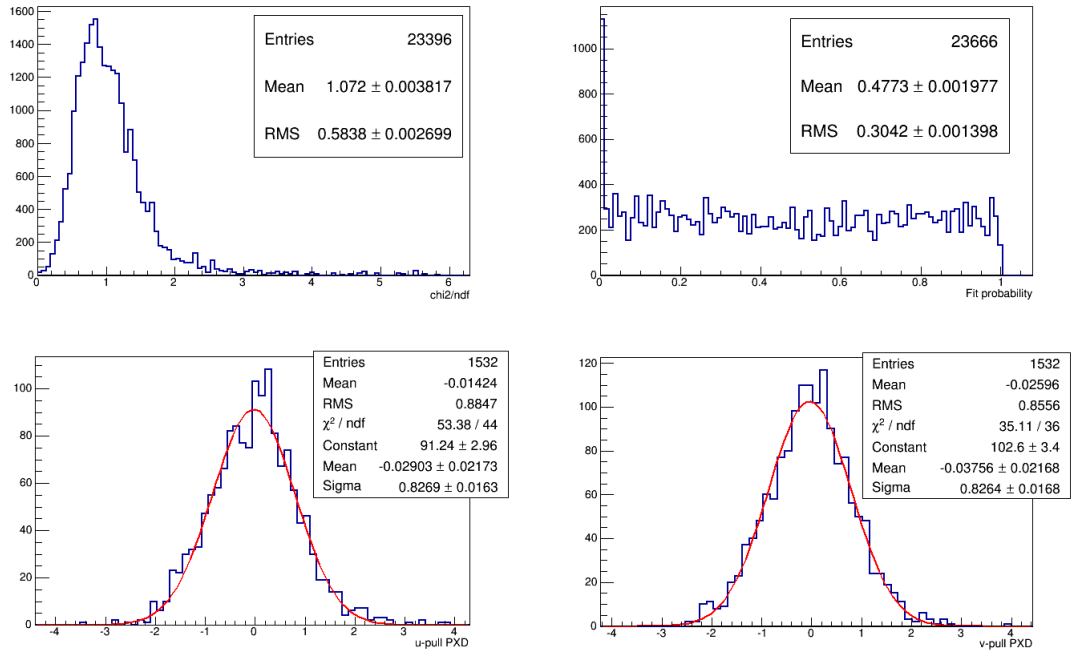 1600
1400
1200
1000
800
600
400
200
0
Entries 23396
Mean 1.072 ± 0.003817
RMS 0.5838 ± 0.002699
0 1 2 3 4 5 6
chi2/ndf
1000
800
600
400
200
0
Entries 23666
Mean 0.4773 ± 0.001977
RMS 0.3042 ± 0.001398
0 0.2 0.4 0.6 0.8 1
Fit probability
100
80
60
40
20
0
Entries 1532
Mean -0.01424
RMS 0.8847
χ² / ndf 53.38 / 44
Constant 91.24 ± 2.96
Mean -0.02903 ± 0.02173
Sigma 0.8269 ± 0.0163
-4 -3 -2 -1 0 1 2 3 4
u-pull PXD
120
100
80
60
40
20
0
Entries 1532
Mean -0.02596
RMS 0.8556
χ² / ndf 35.11 / 36
Constant 102.6 ± 3.4
Mean -0.03756 ± 0.02168
Sigma 0.8264 ± 0.0168
-4 -3 -2 -1 0 1 2 3 4
v-pull PXD